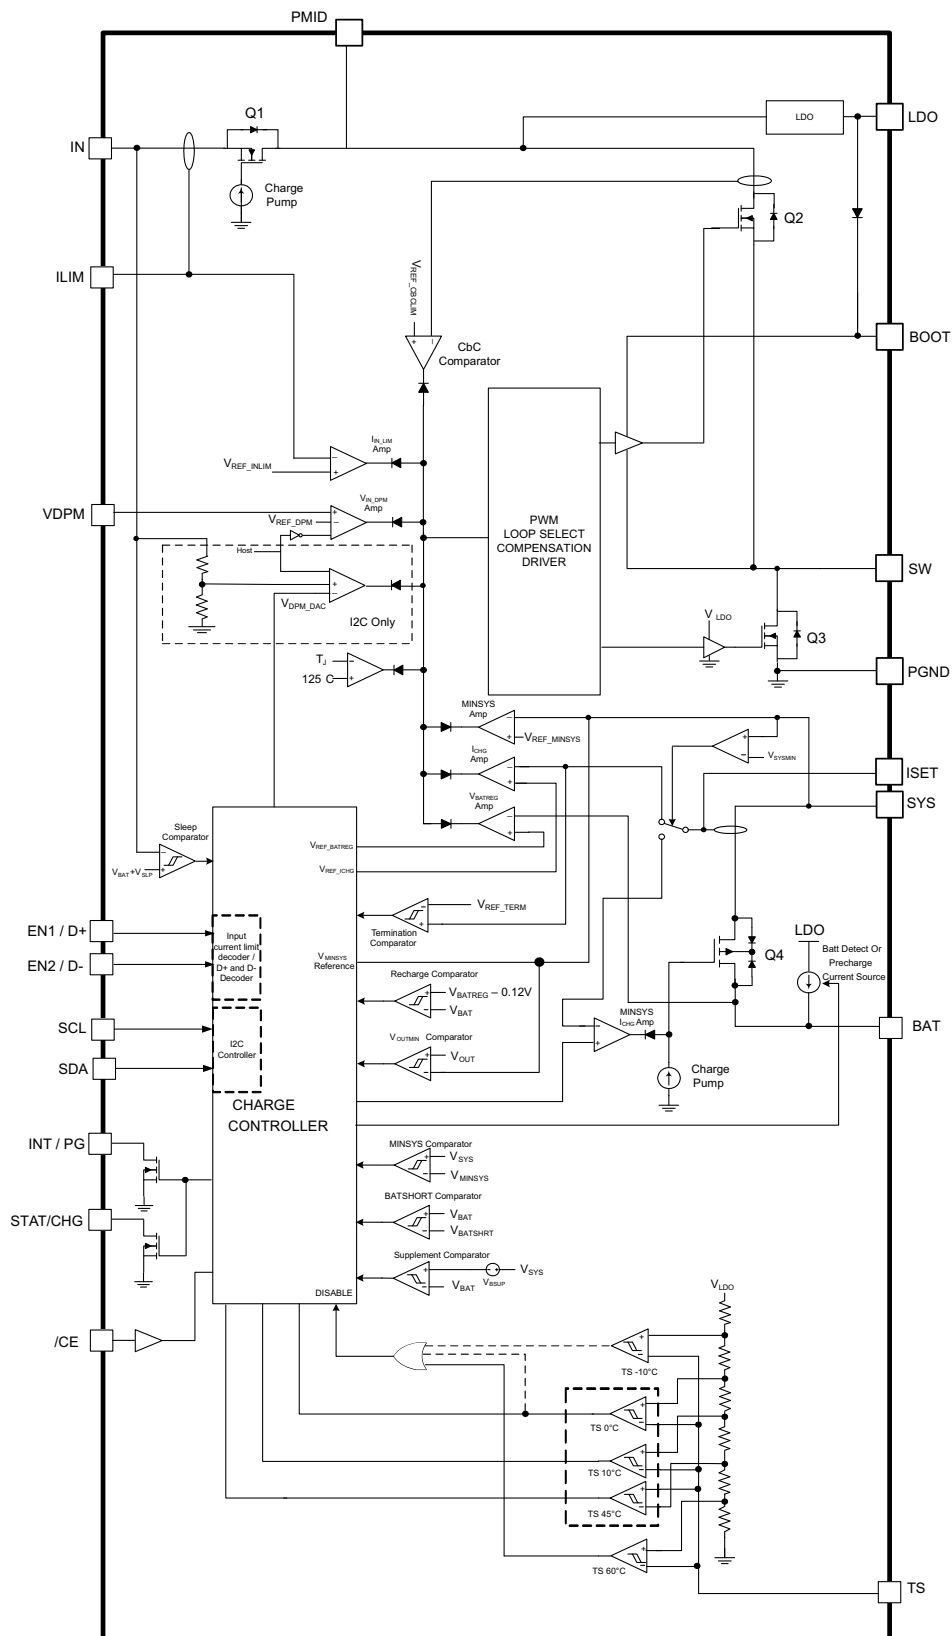 PMID
Q1
LDO
LDO
IN
Charge
Pump
Q2
ILIM
VREF_CBCLIM
+
−
CbC
Comparator
BOOT
IIN_LIM
Amp
−
+
VREF_INLIM
VIN_DPM
Amp
VDPM
+
−
VREF_DPM
PWM
LOOP SELECT
COMPENSATION
DRIVER
Host
+
−
VDPM_DAC
I2C Only
SW
V LDO
Q3
TJ
−
125 C
+
PGND
MINSYS
Amp
−
+
VREF_MINSYS
+
−
VSYSMIN
ICHG
Amp
−
+
ISET
VBATREG
Amp
−
+
SYS
Sleep
Comparator
−
+
VBAT + VSLP
VREF_BATREG
VREF_ICHG
−
+
VREF_TERM
Termination
Comparator
EN1 / D+
EN2 / D-
Input
current limit
decoder /
D+ and D-
Decoder
VMINSYS
Reference
LDO
Batt Detect Or
Precharge
Current Source
Q4
Recharge Comparator
+
−
VBATREG – 0.12V
VBAT
MINSYS
ICHG Amp
−
+
BAT
SCL
SDA
I2C
Controller
VOUTMIN Comparator
+
−
VOUT
Charge
Pump
CHARGE
CONTROLLER
INT / PG
MINSYS Comparator
+
−
VSYS
VMINSYS
BATSHORT Comparator
+
−
VBAT
VBATSHRT
STAT/CHG
Supplement Comparator
+
−
VSYS
VBSUP
VBAT
DISABLE
VLDO
/CE
+
−
TS -10°C
+
−
TS 0°C
+
−
TS 10°C
+
−
TS 45°C
+
−
TS 60°C
TS